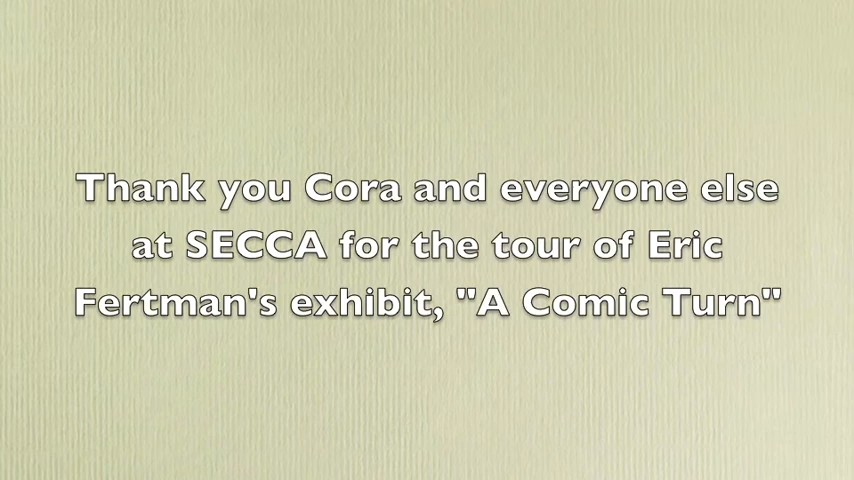 Thank you Cora and everyone else
at SECCA for the tour of Eric
Fertman's exhibit, "A Comic Turn"